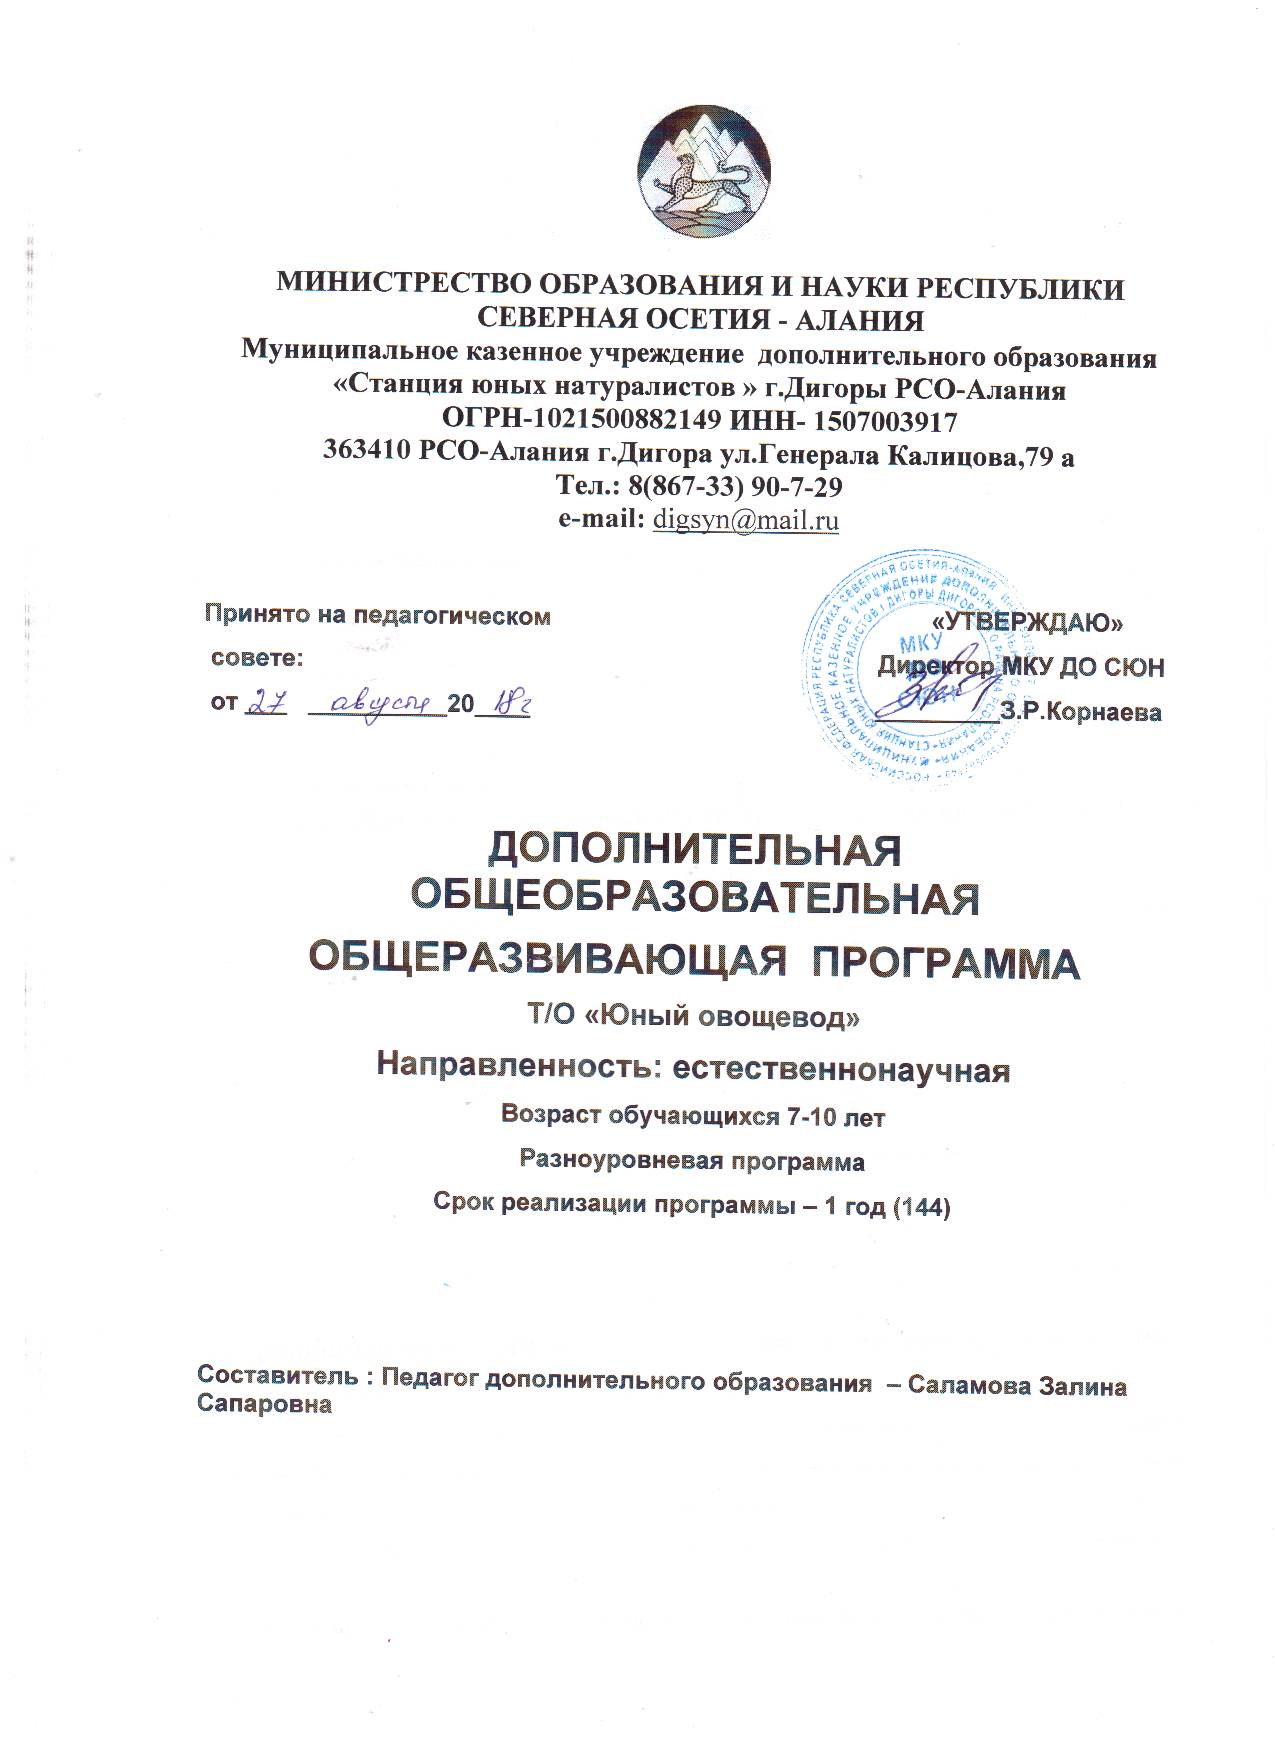 МИНИСТРЕСТВО ОБРАЗОВАНИЯ И НАУКИ РЕСПУБЛИКИ
СЕВЕРНАЯ ОСЕТИЯ - АЛАНИЯ
Муниципальное казенное учреждение дополнительного образования
«Станция юных натуралистов » г.Дигоры РСО-Алания
ОГРН-1021500882149 ИНН- 1507003917
363410 РСО-Алания г.Дигора ул.Генерала Калицова,79 а
Тел.: 8(867-33) 90-7-29
e-mail: digsyn@mail.ru
Принято на педагогическом
совете:
от 27 августа 2018г
«УТВЕРЖДАЮ»
Директор МКУ ДО СЮН
З.Р.Корнаева
МКУ
ДОПОЛНИТЕЛЬНАЯ
ОБЩЕОБРАЗОВАТЕЛЬНАЯ
ОБЩЕРАЗВИВАЮЩАЯ ПРОГРАММА
Т/О «Юный овощевод»
Направленность: естественнонаучная
Возраст обучающихся 7-10 лет
Разноуровневая программа
Срок реализации программы – 1 год (144)
Составитель : Педагог дополнительного образования – Саламова Залина
Сапаровна